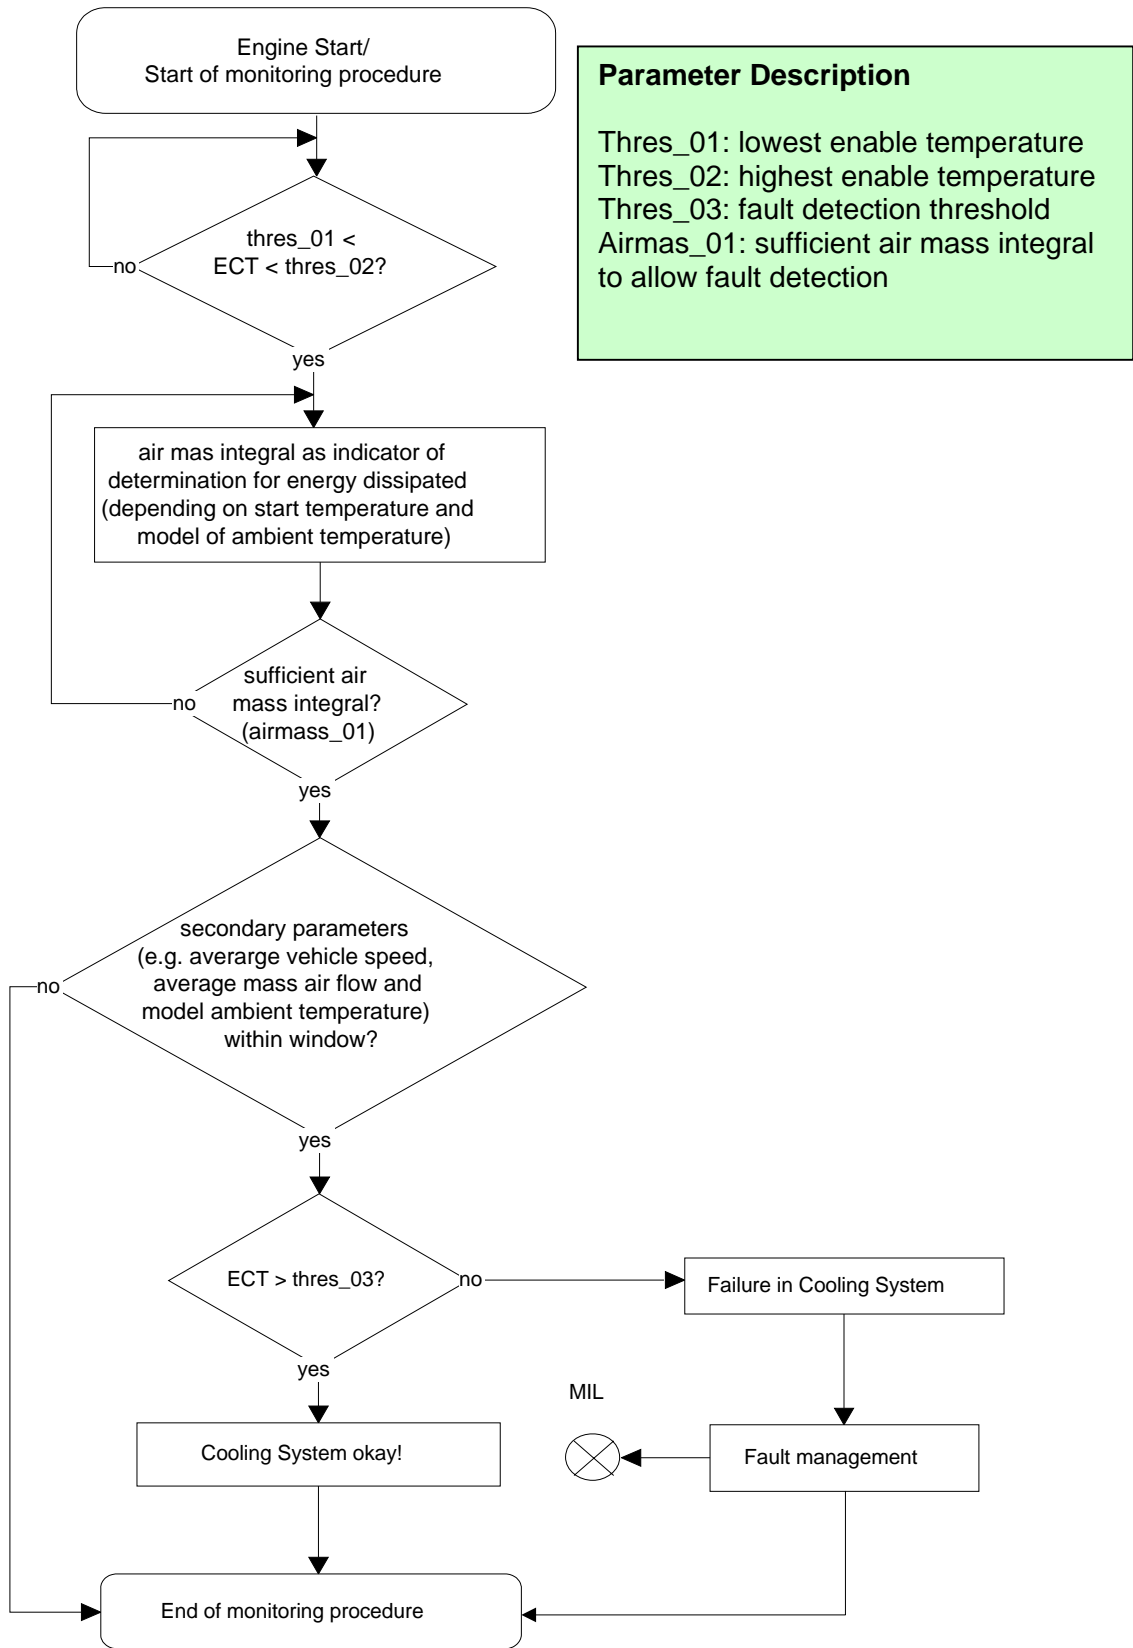 Engine Start/
Start of monitoring procedure
Parameter Description
Thres_01: lowest enable temperature
Thres_02: highest enable temperature
Thres_03: fault detection threshold
Airmas_01: sufficient air mass integral
to allow fault detection
thres_01 <
ECT < thres_02?
no
yes
air mas integral as indicator of
determination for energy dissipated
(depending on start temperature and
model of ambient temperature)
sufficient air
mass integral?
(airmass_01)
no
yes
secondary parameters
(e.g. averarge vehicle speed,
average mass air flow and
model ambient temperature)
within window?
no
yes
ECT > thres_03?
no
Failure in Cooling System
yes
MIL
Cooling System okay!
Fault management
End of monitoring procedure